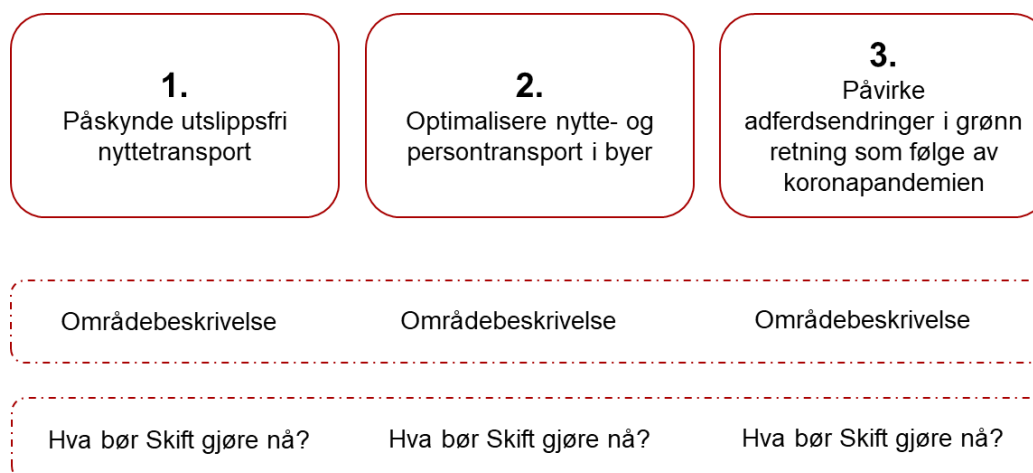 1.
Påskynde utslippsfri
nyttetransport
2.
Optimalisere nytte- og
persontransport i byer
3.
Påvirke
adferdsendringer i grønn
retning som følge av
koronapandemien
Områdebeskrivelse
Områdebeskrivelse
Områdebeskrivelse
Hva bør Skift gjøre nå?
Hva bør Skift gjøre nå?
Hva bør Skift gjøre nå?